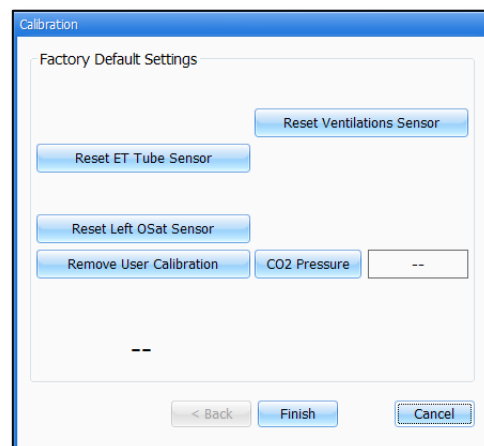 Calibration
Factory Default Settings
Reset Ventilations Sensor
Reset ET Tube Sensor
Reset Left OSat Sensor
Remove User Calibration CO2 Pressure --
--
< Back Finish Cancel